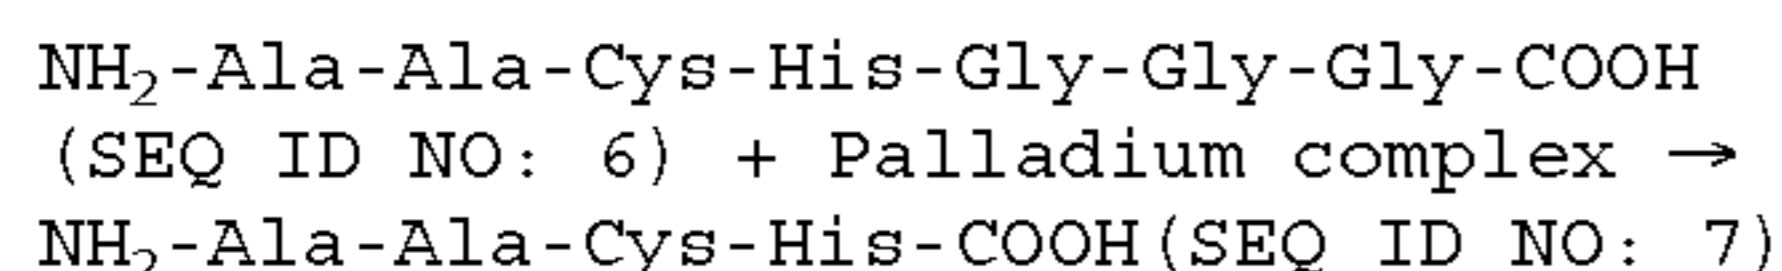 NH₂-Ala-Ala-Cys-His-Gly-Gly-Gly-COOH
(SEQ ID NO: 6) + Palladium complex →
NH₂-Ala-Ala-Cys-His-COOH(SEQ ID NO: 7)